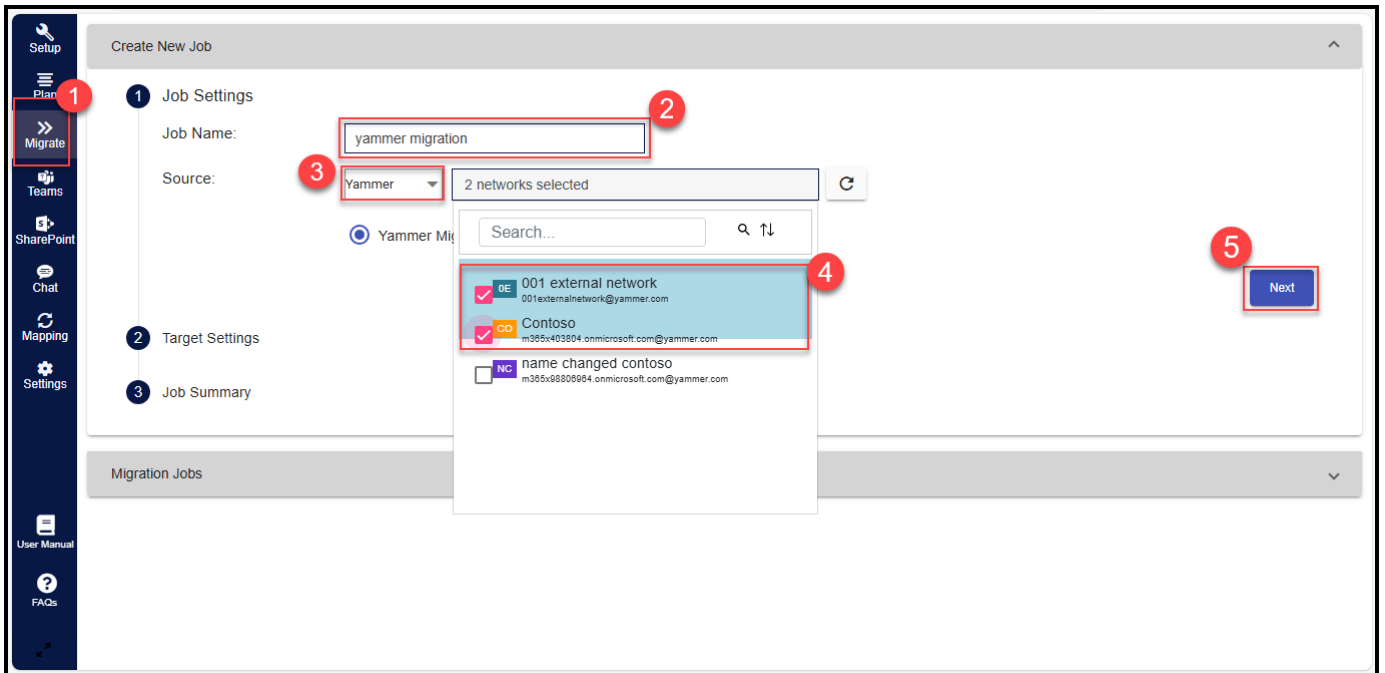 Setup
Plan
1
Migrate
Teams
SharePoint
Chat
Mapping
Settings
User Manual
FAQs
Create New Job
1 Job Settings
Job Name: yammer migration 2
Source: 3 Yammer 2 networks selected
Yammer Mig
Search...
4
0E 001 external network
001externalnetwork@yammer.com
CO Contoso
m365x403804.onmicrosoft.com@yammer.com
NC name changed contoso
m365x98806964.onmicrosoft.com@yammer.com
5
Next
2 Target Settings
3 Job Summary
Migration Jobs